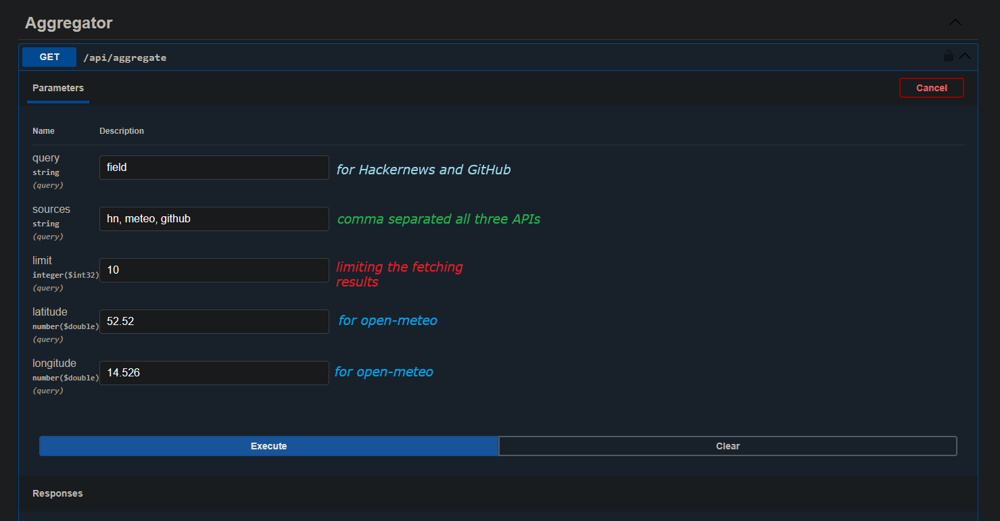 Aggregator
GET /api/aggregate
Parameters
Cancel
Name Description
query
string
(query)
field
for Hackernews and GitHub
sources
string
(query)
hn, meteo, github
comma separated all three APIs
limit
integer($int32)
(query)
10
limiting the fetching
results
latitude
number($double)
(query)
52.52
for open-meteo
longitude
number($double)
(query)
14.526
for open-meteo
Execute
Clear
Responses